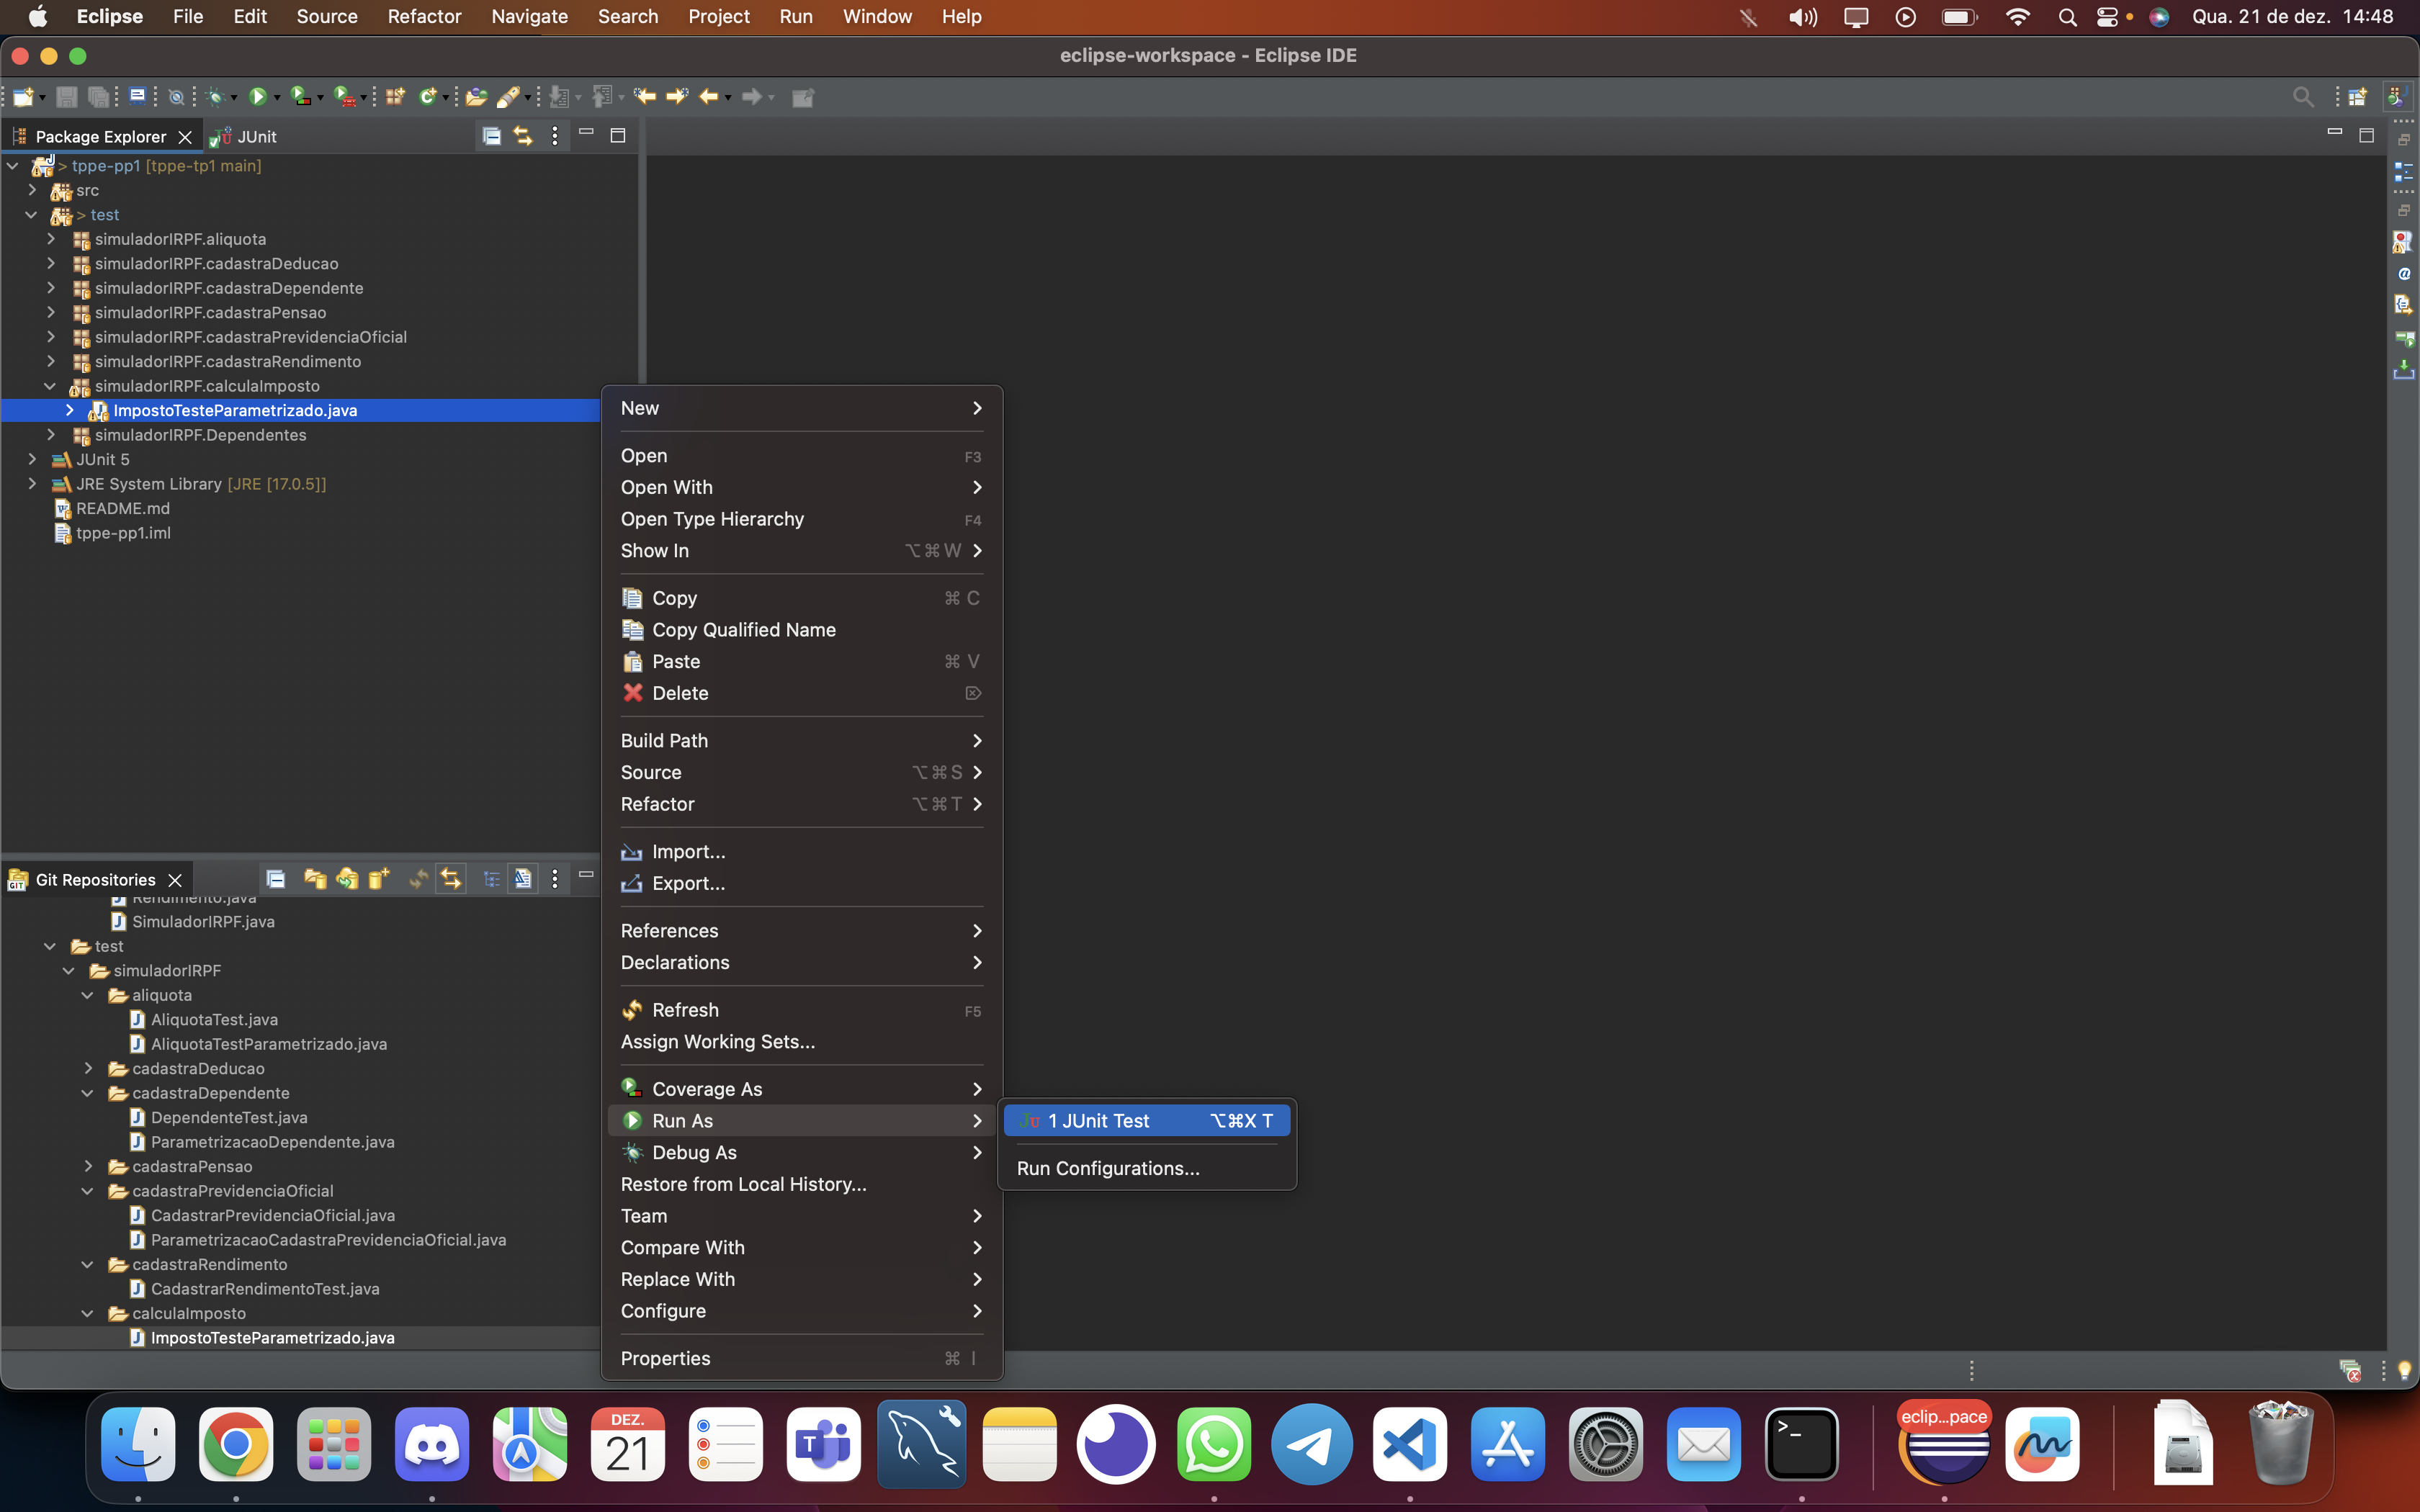 Eclipse File Edit Source Refactor Navigate Search Project Run Window Help Qua. 21 de dez. 14:48
eclipse-workspace - Eclipse IDE
Package Explorer JUnit
> tppe-pp1 [tppe-tp1 main]
src
> test
simuladorIRPF.aliquota
simuladorIRPF.cadastraDeducao
simuladorIRPF.cadastraDependente
simuladorIRPF.cadastraPensao
simuladorIRPF.cadastraPrevidenciaOficial
simuladorIRPF.cadastraRendimento
simuladorIRPF.calculaImposto
ImpostoTesteParametrizado.java
simuladorIRPF.Dependentes
JUnit 5
JRE System Library [JRE [17.0.5]]
README.md
tppe-pp1.iml
New
Open F3
Open With
Open Type Hierarchy F4
Show In ⌥⌘W
Copy ⌘ C
Copy Qualified Name
Paste ⌘ V
Delete ⌦
Build Path
Source ⌥⌘S
Refactor ⌥⌘T
Import...
Export...
References
Declarations
Refresh F5
Assign Working Sets...
Coverage As
Run As
Debug As
Restore from Local History...
Team
Compare With
Replace With
Configure
Properties ⌘ I
1 JUnit Test ⌥⌘X T
Run Configurations...
Git Repositories
Rendimento.java
SimuladorIRPF.java
test
simuladorIRPF
aliquota
AliquotaTest.java
AliquotaTestParametrizado.java
cadastraDeducao
cadastraDependente
DependenteTest.java
ParametrizacaoDependente.java
cadastraPensao
cadastraPrevidenciaOficial
CadastrarPrevidenciaOficial.java
ParametrizacaoCadastraPrevidenciaOficial.java
cadastraRendimento
CadastrarRendimentoTest.java
calculaImposto
ImpostoTesteParametrizado.java
DEZ.
21
eclip...pace